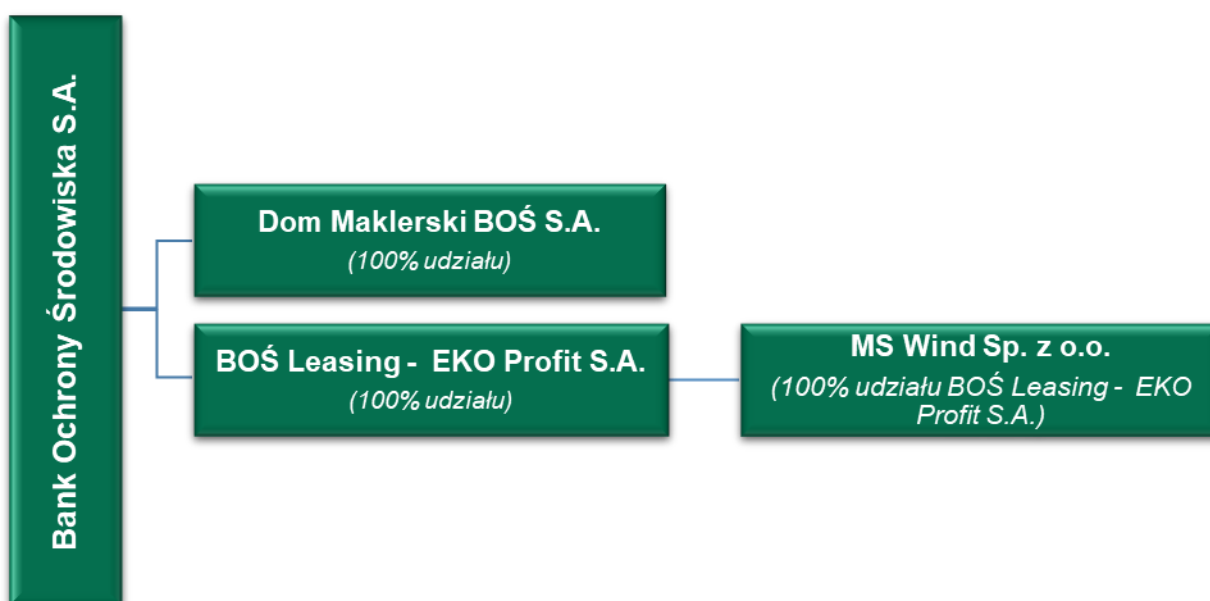 Bank Ochrony Środowiska S.A.
Dom Maklerski BOŚ S.A.
(100% udziału)
BOŚ Leasing - EKO Profit S.A.
(100% udziału)
MS Wind Sp. z o.o.
(100% udziału BOŚ Leasing - EKO
Profit S.A.)